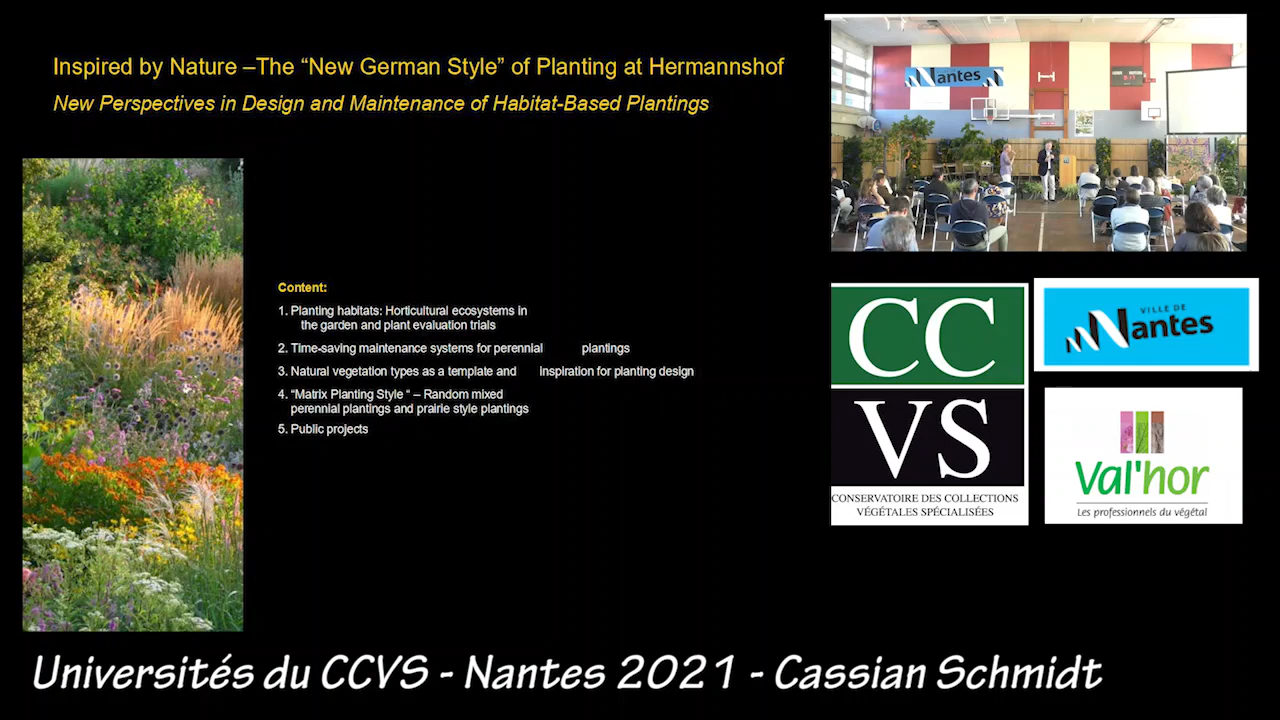 Inspired by Nature –The “New German Style” of Planting at Hermannshof
New Perspectives in Design and Maintenance of Habitat-Based Plantings
Content:
1. Planting habitats: Horticultural ecosystems in
the garden and plant evaluation trials
2. Time-saving maintenance systems for perennial plantings
3. Natural vegetation types as a template and inspiration for planting design
4. “Matrix Planting Style “ – Random mixed
perennial plantings and prairie style plantings
5. Public projects
Nantes
CC
VS
CONSERVATOIRE DES COLLECTIONS
VÉGÉTALES SPÉCIALISÉES
VILLE DE
Nantes
Val'hor
Les professionnels du végétal
Universités du CCVS - Nantes 2021 - Cassian Schmidt